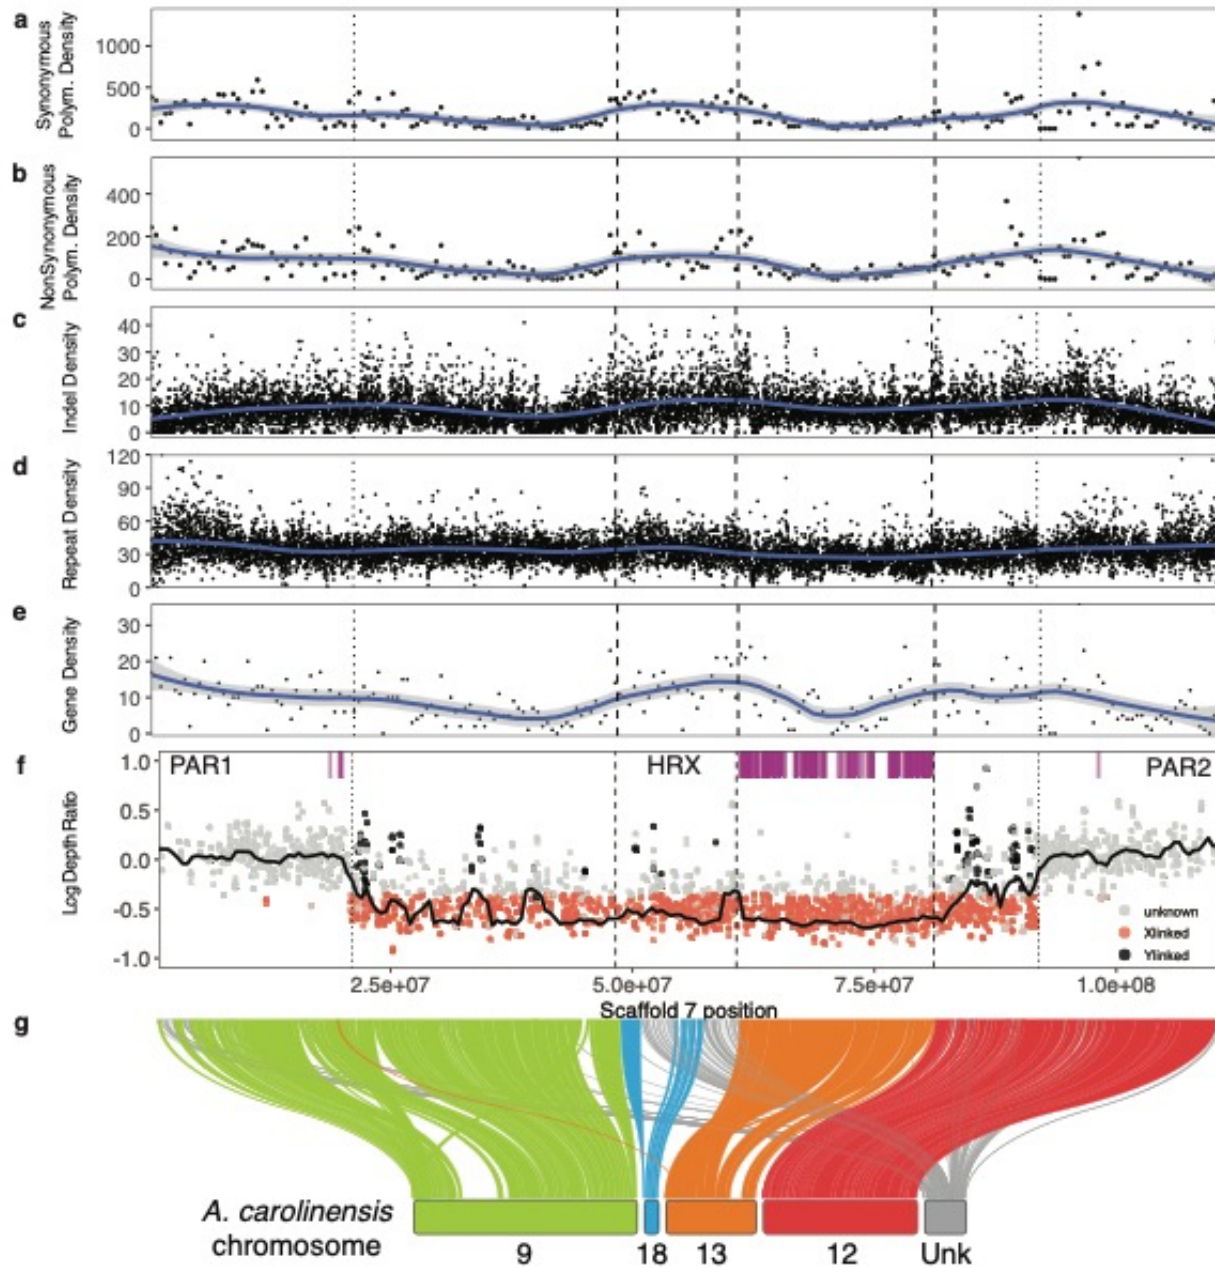 a
Synonymous
Polym. Density
1000
500
0
b
NonSynonymous
Polym. Density
400
200
0
c
Indel Density
40
30
20
10
0
d
Repeat Density
120
90
60
30
0
e
Gene Density
30
20
10
0
f
Log Depth Ratio
1.0
0.5
0.0
-0.5
-1.0
PAR1
HRX
PAR2
unknown
Xlinked
Ylinked
2.5e+07
5.0e+07
7.5e+07
1.0e+08
Scaffold 7 position
g
A. carolinensis
chromosome
9
18
13
12
Unk